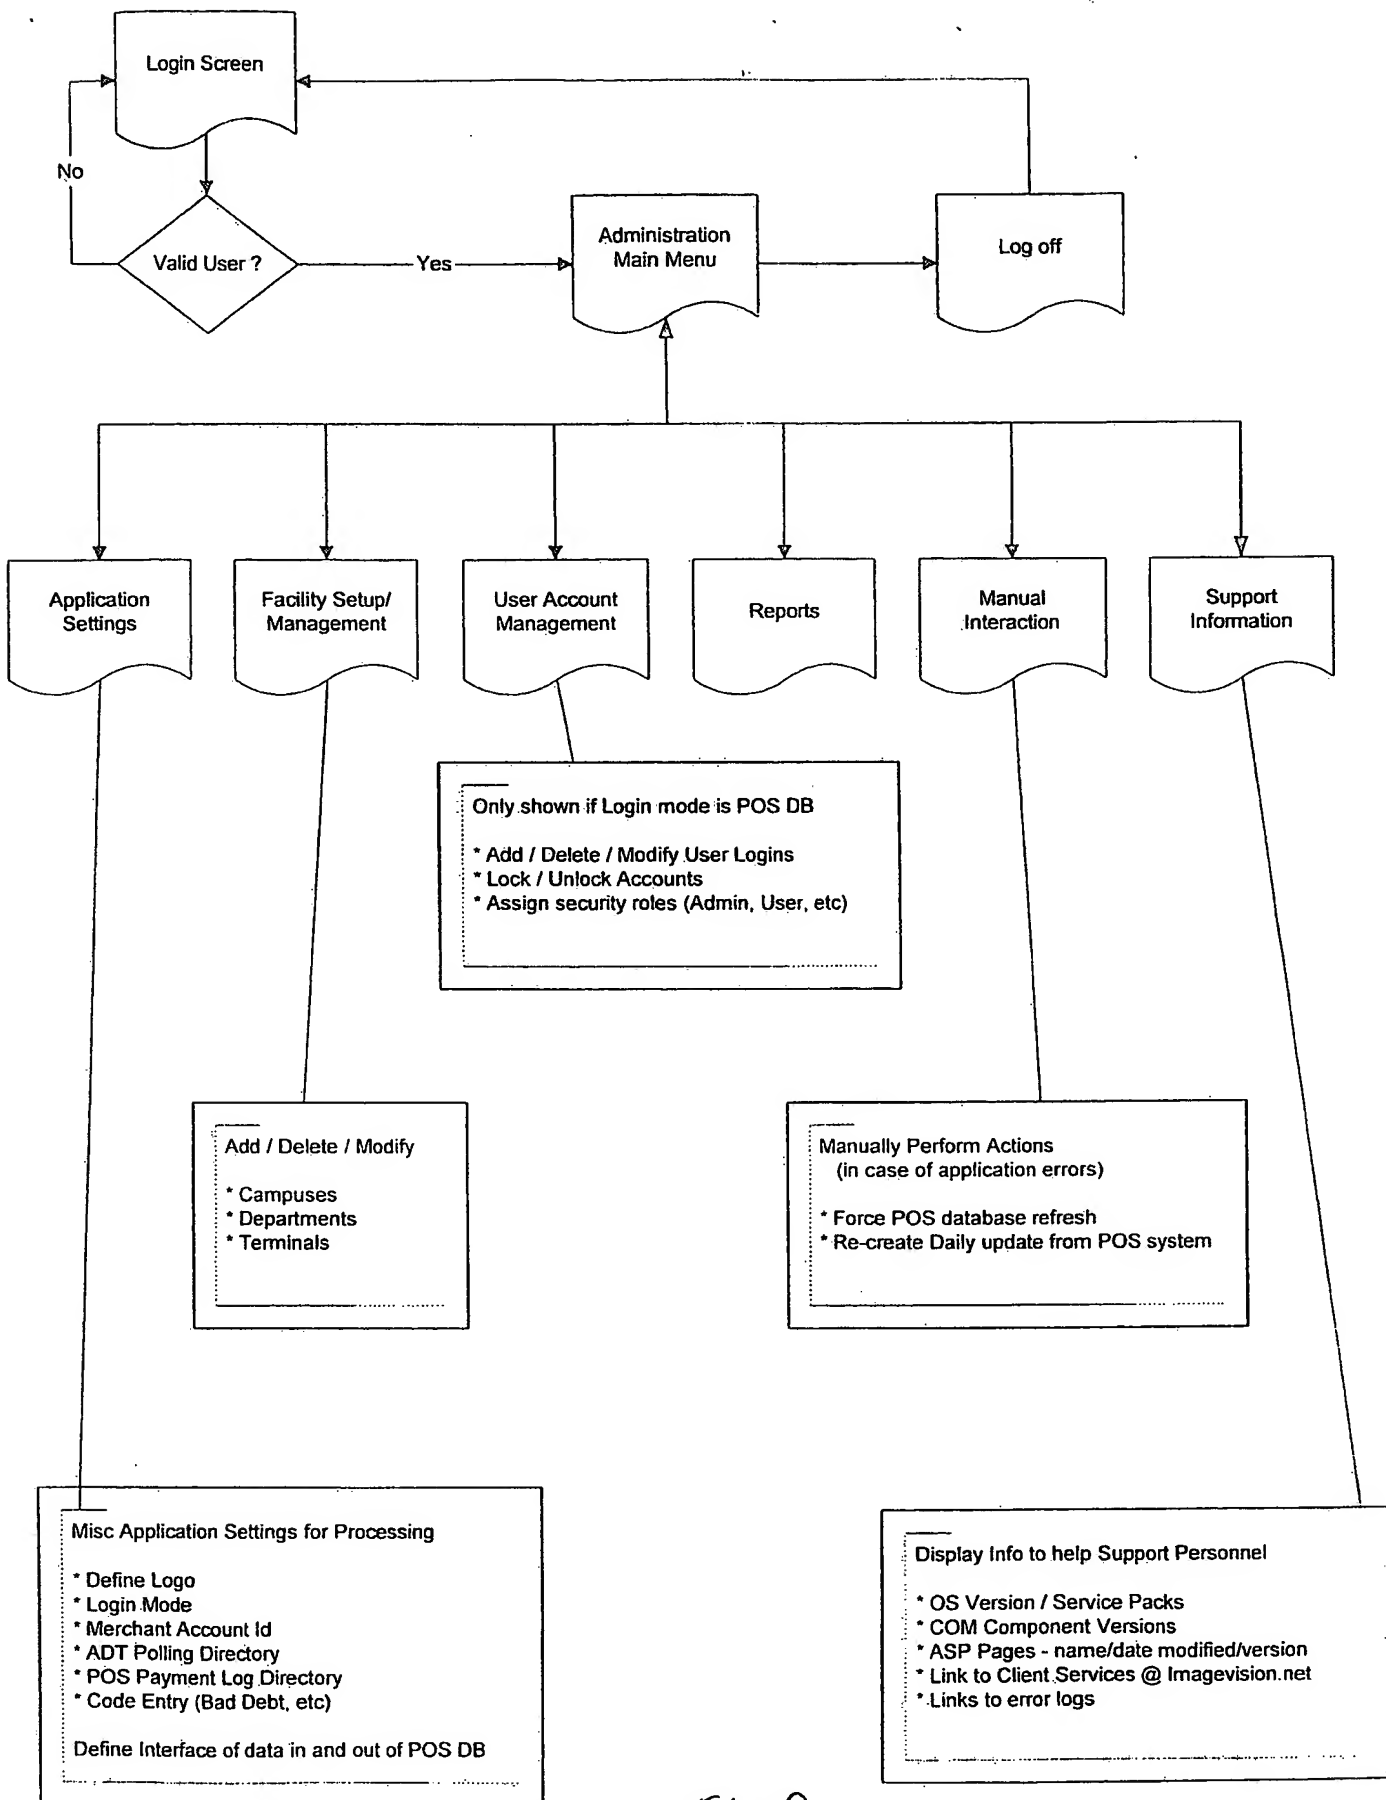 Login Screen
No
Valid User ?
Yes
Administration
Main Menu
Log off
Application
Settings
Facility Setup/
Management
User Account
Management
Reports
Manual
Interaction
Support
Information
Only shown if Login mode is POS DB
* Add / Delete / Modify User Logins
* Lock / Unlock Accounts
* Assign security roles (Admin, User, etc)
Add / Delete / Modify
* Campuses
* Departments
* Terminals
Manually Perform Actions
(in case of application errors)
* Force POS database refresh
* Re-create Daily update from POS system
Misc Application Settings for Processing
* Define Logo
* Login Mode
* Merchant Account Id
* ADT Polling Directory
* POS Payment Log Directory
* Code Entry (Bad Debt, etc)
Define Interface of data in and out of POS DB
Display Info to help Support Personnel
* OS Version / Service Packs
* COM Component Versions
* ASP Pages - name/date modified/version
* Link to Client Services @ Imagevision.net
* Links to error logs